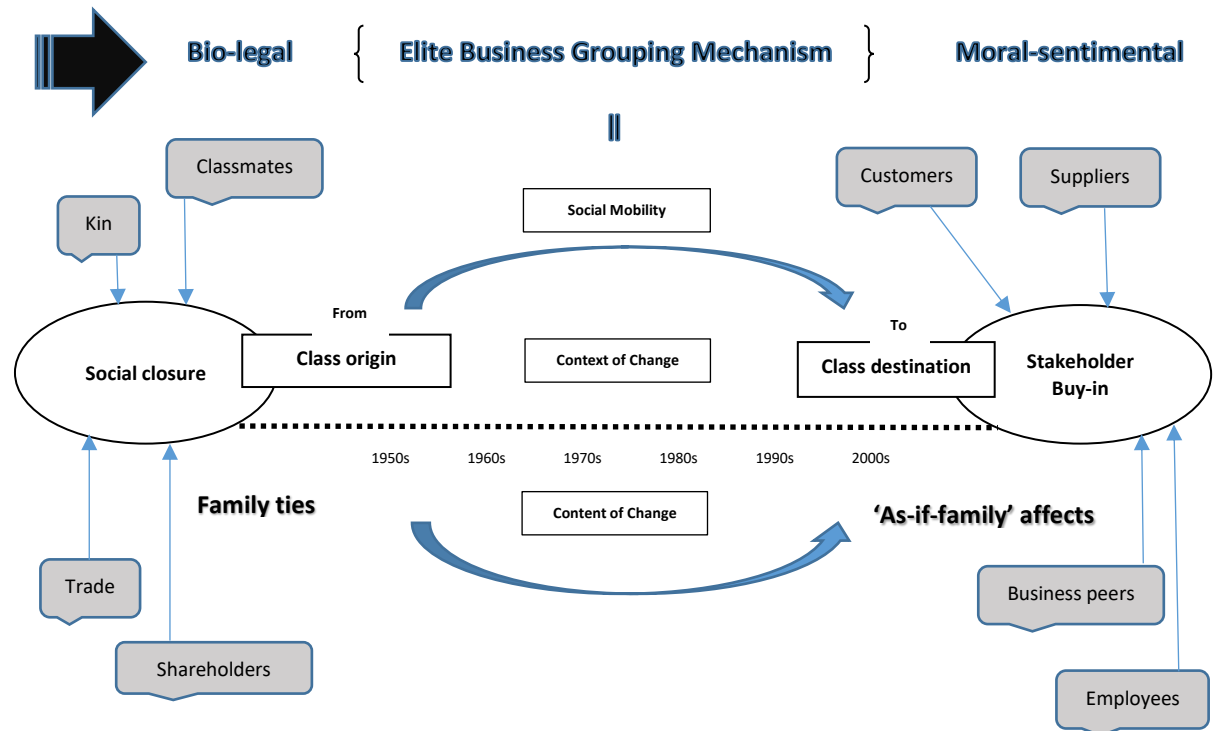 Bio-legal { Elite Business Grouping Mechanism } Moral-sentimental
||
Classmates
Customers
Suppliers
Kin
Social Mobility
From
To
Social closure
Class origin
Context of Change
Class destination
Stakeholder
Buy-in
1950s 1960s 1970s 1980s 1990s 2000s
Family ties
Content of Change
‘As-if-family’ affects
Trade
Business peers
Shareholders
Employees